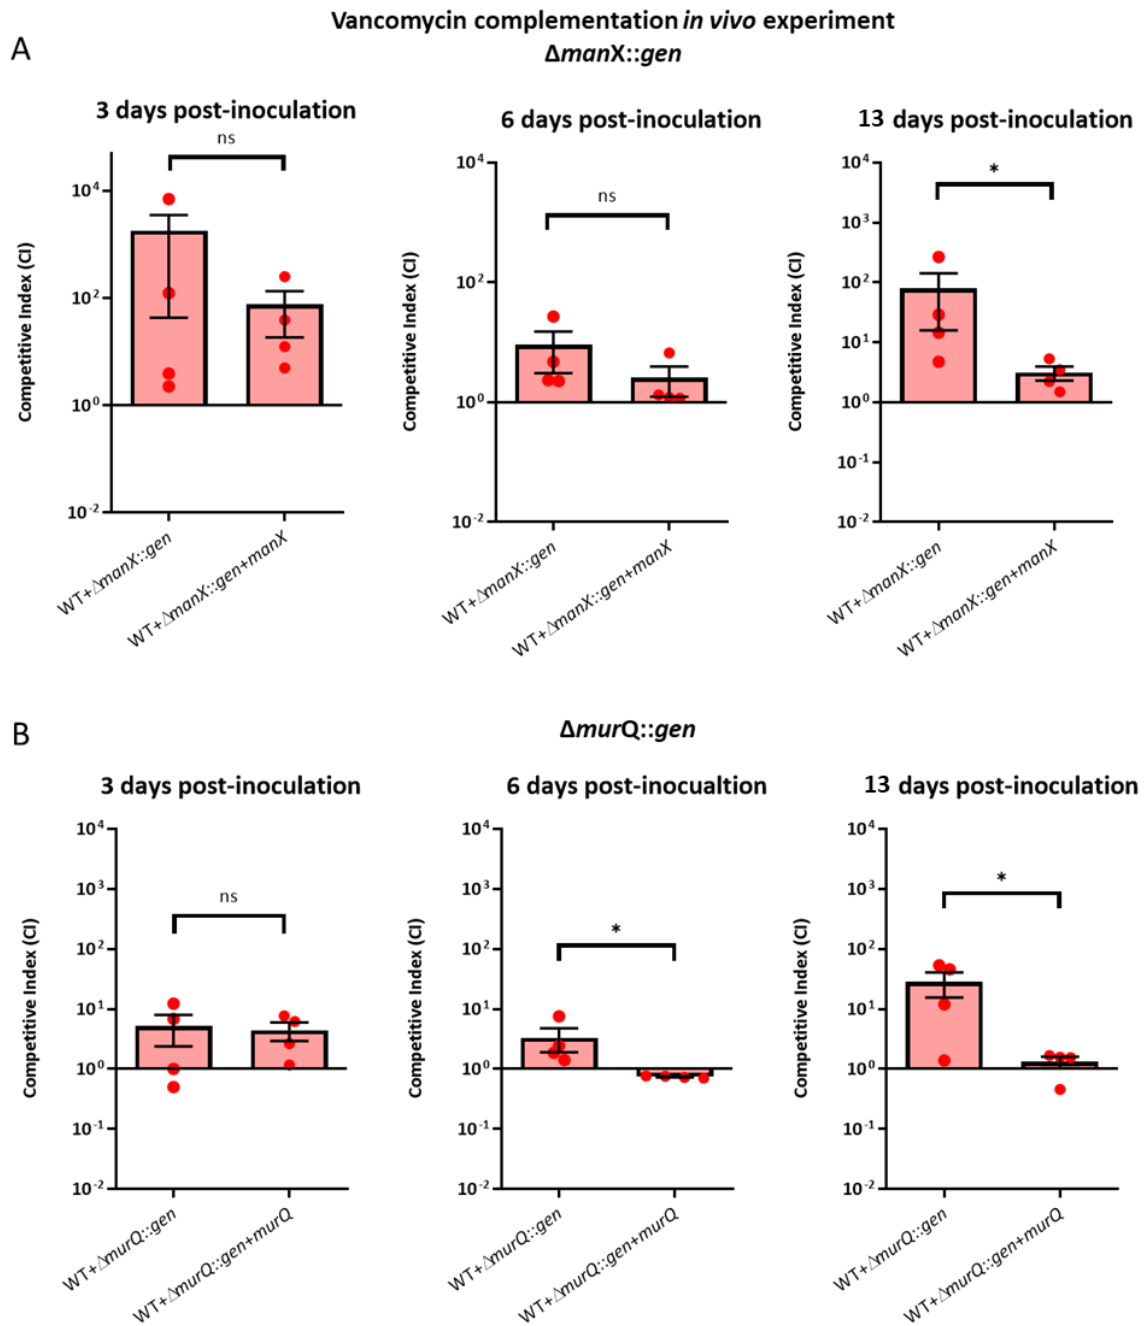 Vancomycin complementation in vivo experiment
A
ΔmanX::gen
3 days post-inoculation
6 days post-inoculation
13 days post-inoculation
ns
10⁴
10²
10⁰
10⁻²
Competitive Index (CI)
WT+ΔmanX::gen
WT+ΔmanX::gen+manX
ns
10⁴
10²
10⁰
10⁻²
Competitive Index (CI)
WT+ΔmanX::gen
WT+ΔmanX::gen+manX
*
10⁴
10³
10²
10¹
10⁰
10⁻¹
10⁻²
Competitive Index (CI)
WT+ΔmanX::gen
WT+ΔmanX::gen+manX
B
ΔmurQ::gen
3 days post-inoculation
6 days post-inocualtion
13 days post-inoculation
ns
10⁴
10³
10²
10¹
10⁰
10⁻¹
10⁻²
Competitive Index (CI)
WT+ΔmurQ::gen
WT+ΔmurQ::gen+murQ
*
10⁴
10³
10²
10¹
10⁰
10⁻¹
10⁻²
Competitive Index (CI)
WT+ΔmurQ::gen
WT+ΔmurQ::gen+murQ
*
10⁴
10³
10²
10¹
10⁰
10⁻¹
10⁻²
Competitive Index (CI)
WT+ΔmurQ::gen
WT+ΔmurQ::gen+murQ